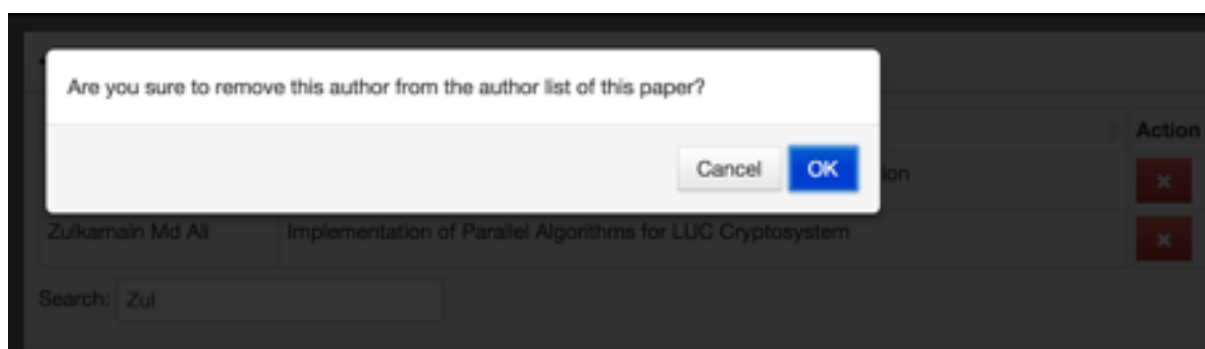 Are you sure to remove this author from the author list of this paper?
Cancel OK
Action
ion
Zulkarnain Md Ali Implementation of Parallel Algorithms for LUC Cryptosystem
Search: Zul